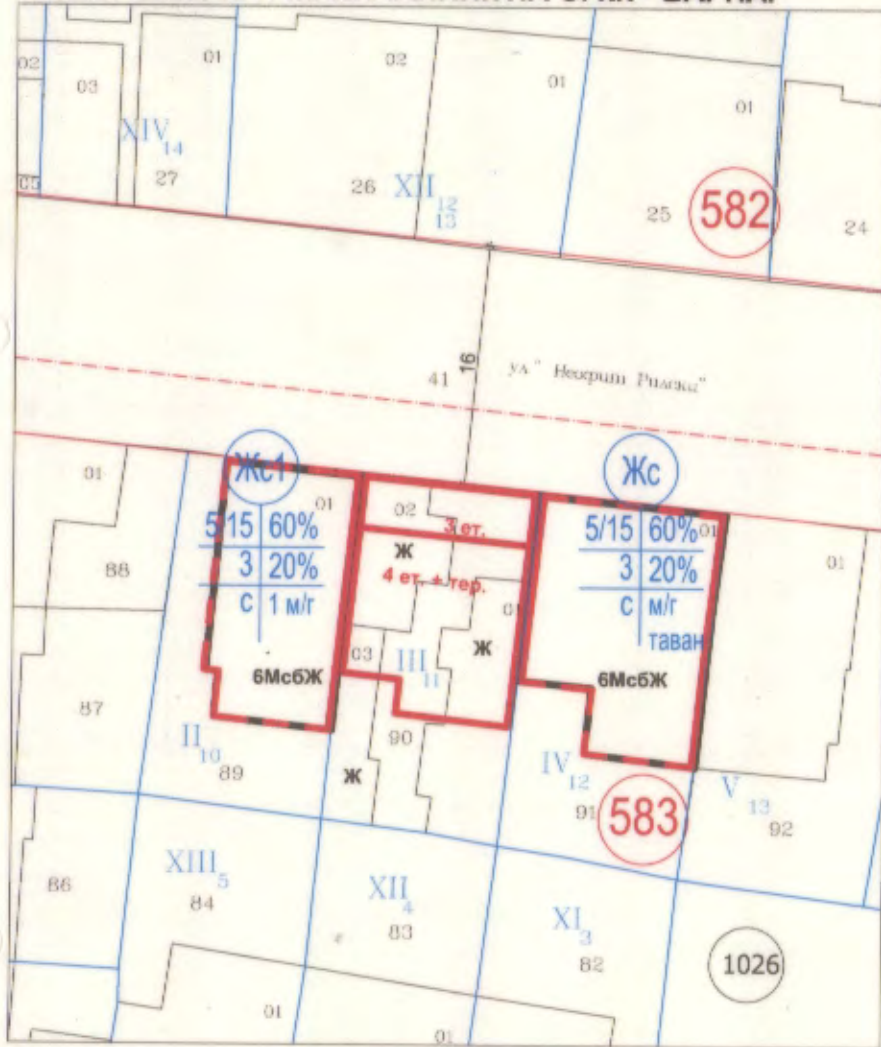 02
03
01
02
01
01
XIV 14
27
05
26
XII 12 13
25
582
24
16
41
ул." Неофит Рилски"
Жс1
Жс
01
01
02
3 ет.
5/15 60%
3 20%
С 1 м/г
Ж
4 ет. + тер.
5/15 60%
3 20%
С м/г
таван
01
01
88
01
03
III 11
Ж
6МсбЖ
6МсбЖ
87
II 10
89
90
Ж
IV 12
91
583
V 13
92
86
XIII 5
84
XII 4
83
XI 3
82
1026
01
01